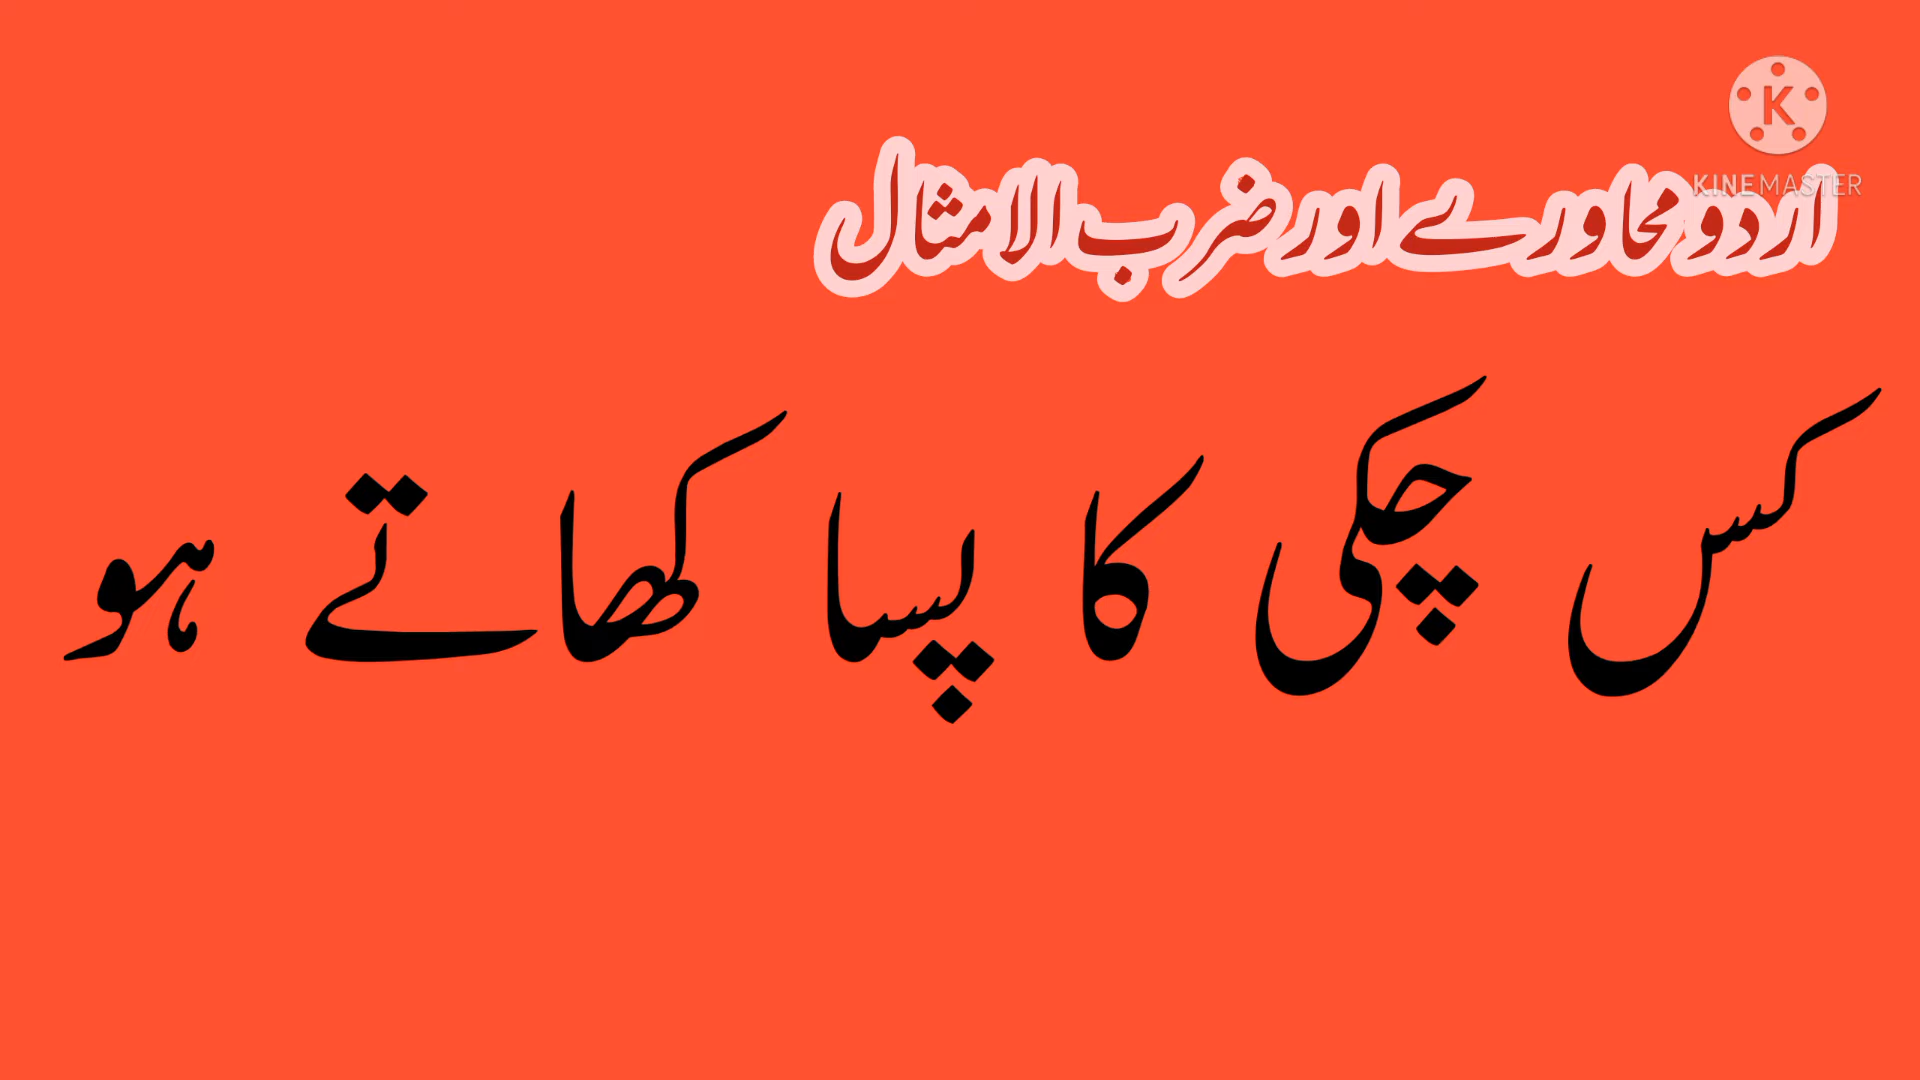 K
KINEMASTER
اردو محاورے اور ضرب الامثال
کس چکی کا پسا کھاتے ہو